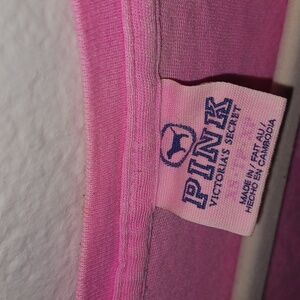 PINK
VICTORIA'S SECRET
MADE IN / FAIT AU /
HECHO EN CAMBODIA